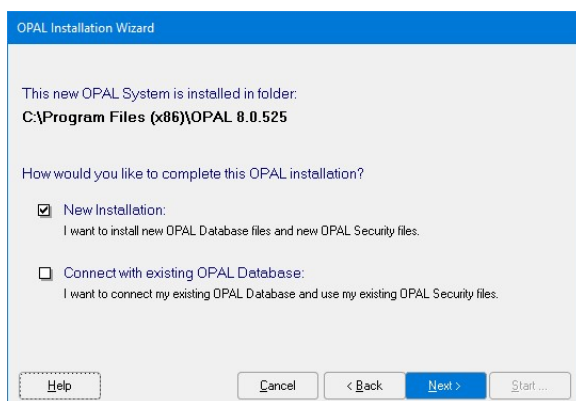 OPAL Installation Wizard
This new OPAL System is installed in folder:
C:\Program Files (x86)\OPAL 8.0.525
How would you like to complete this OPAL installation?
New Installation:
I want to install new OPAL Database files and new OPAL Security files.
Connect with existing OPAL Database:
I want to connect my existing OPAL Database and use my existing OPAL Security files.
Help Cancel < Back Next > Start ...